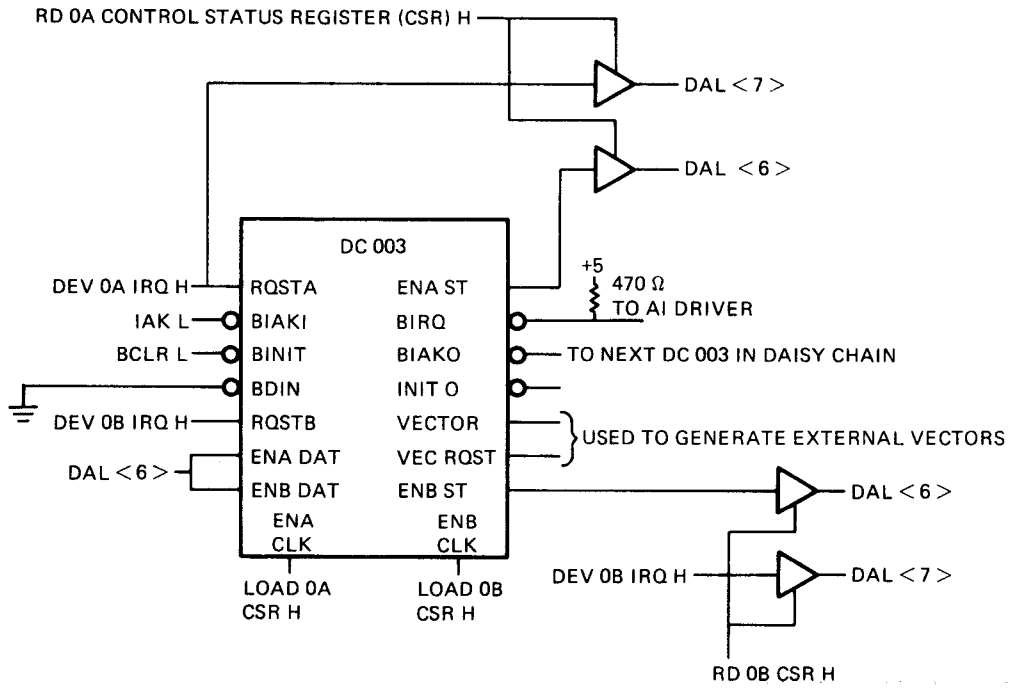 RD 0A CONTROL STATUS REGISTER (CSR) H
DAL <7>
DAL <6>
DC 003
DEV 0A IRQ H
RQSTA
ENA ST
+5
470 Ω
TO AI DRIVER
IAK L
BIAKI
BIRQ
BCLR L
BINIT
BIAKO
TO NEXT DC 003 IN DAISY CHAIN
BDIN
INIT O
DEV 0B IRQ H
RQSTB
VECTOR
USED TO GENERATE EXTERNAL VECTORS
DAL <6>
ENA DAT
VEC RQST
ENB DAT
ENB ST
DAL <6>
ENA
CLK
ENB
CLK
LOAD 0A
CSR H
LOAD 0B
CSR H
DEV 0B IRQ H
DAL <7>
RD 0B CSR H